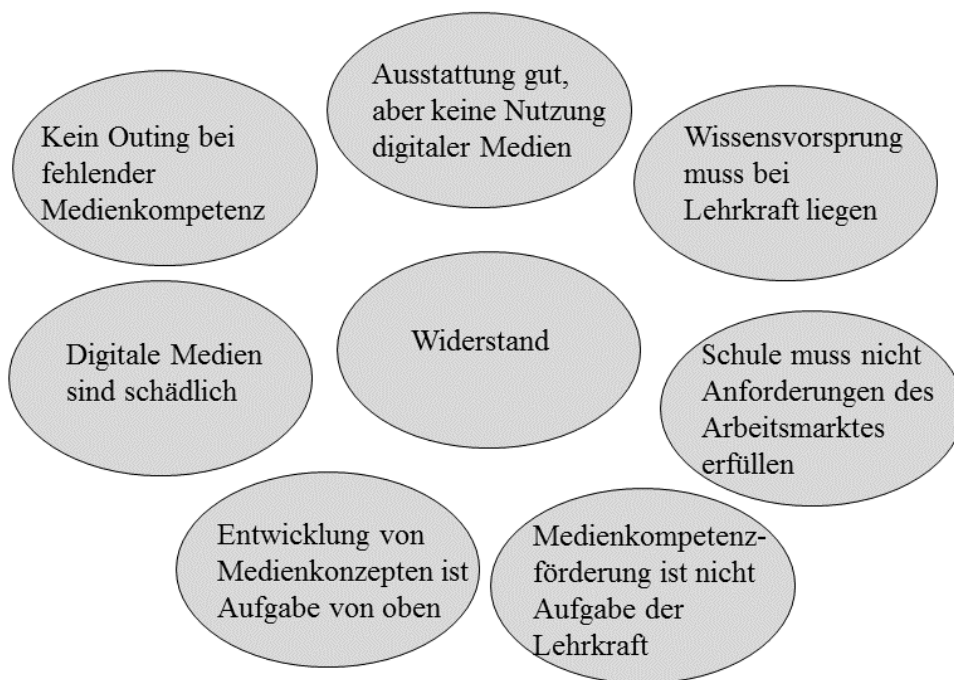 Ausstattung gut,
aber keine Nutzung
digitaler Medien
Kein Outing bei
fehlender
Medienkompetenz
Wissensvorsprung
muss bei
Lehrkraft liegen
Digitale Medien
sind schädlich
Widerstand
Schule muss nicht
Anforderungen des
Arbeitsmarktes
erfüllen
Entwicklung von
Medienkonzepten ist
Aufgabe von oben
Medienkompetenz-
förderung ist nicht
Aufgabe der
Lehrkraft